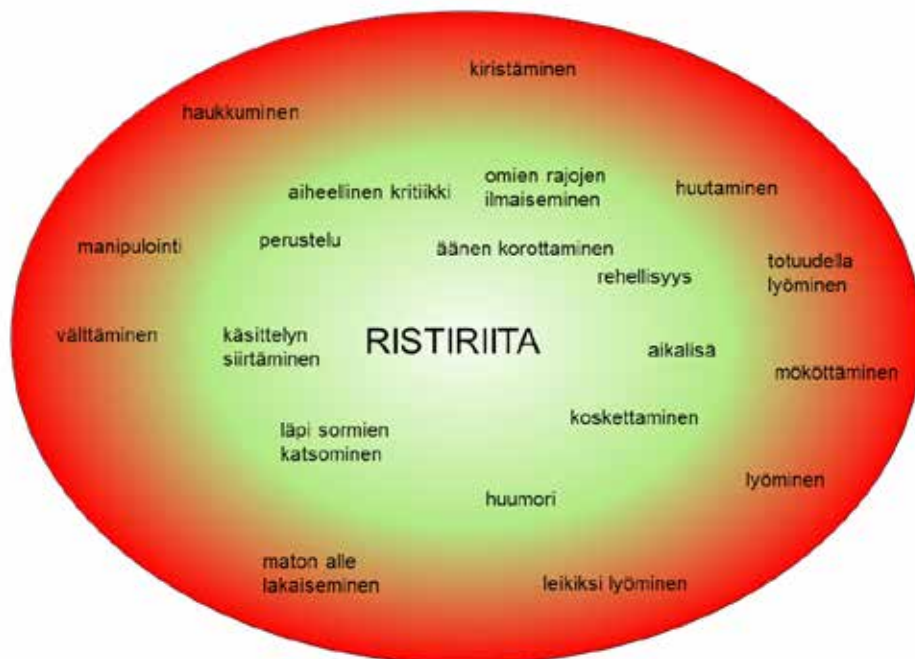 kiristäminen
haukkuminen
omien rajojen
ilmaiseminen
aiheellinen kritiikki
huutaminen
manipulointi
perustelu
äänen korottaminen
rehellisyys
totuudella
lyöminen
välttäminen
käsittelyn
siirtäminen
RISTIRIITA
aikalisä
mököttäminen
koskettaminen
läpi sormien
katsominen
lyöminen
huumori
maton alle
lakaiseminen
leikiksi lyöminen